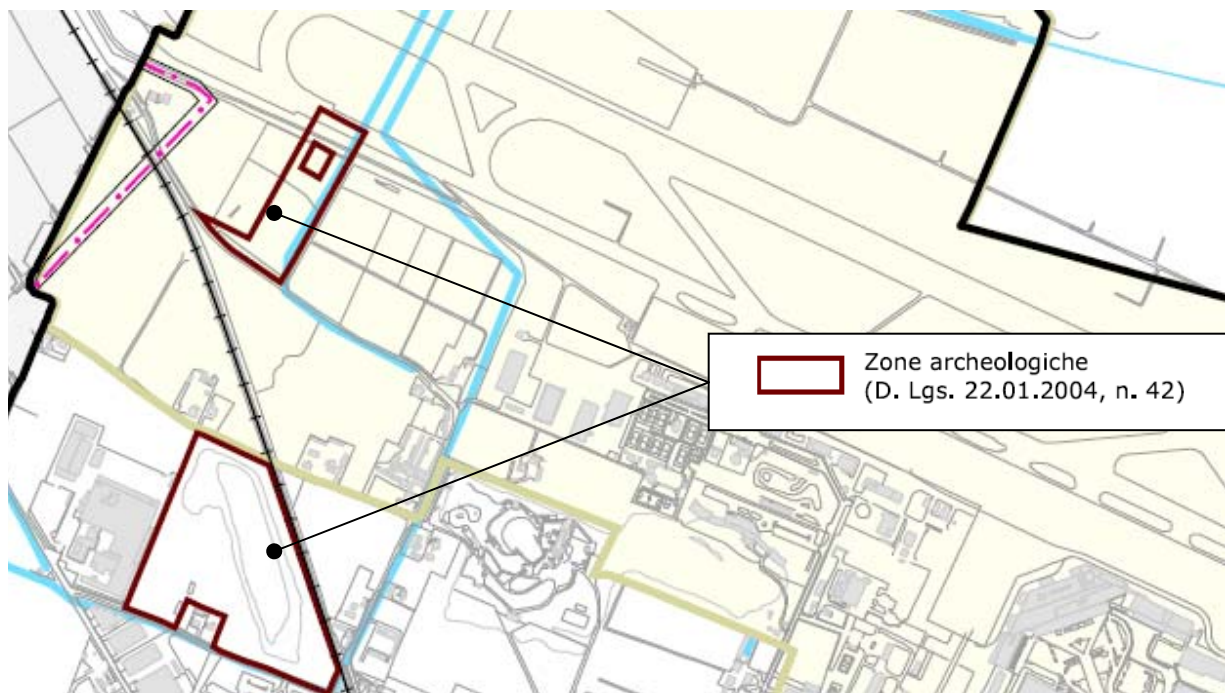 Zone archeologiche
(D. Lgs. 22.01.2004, n. 42)